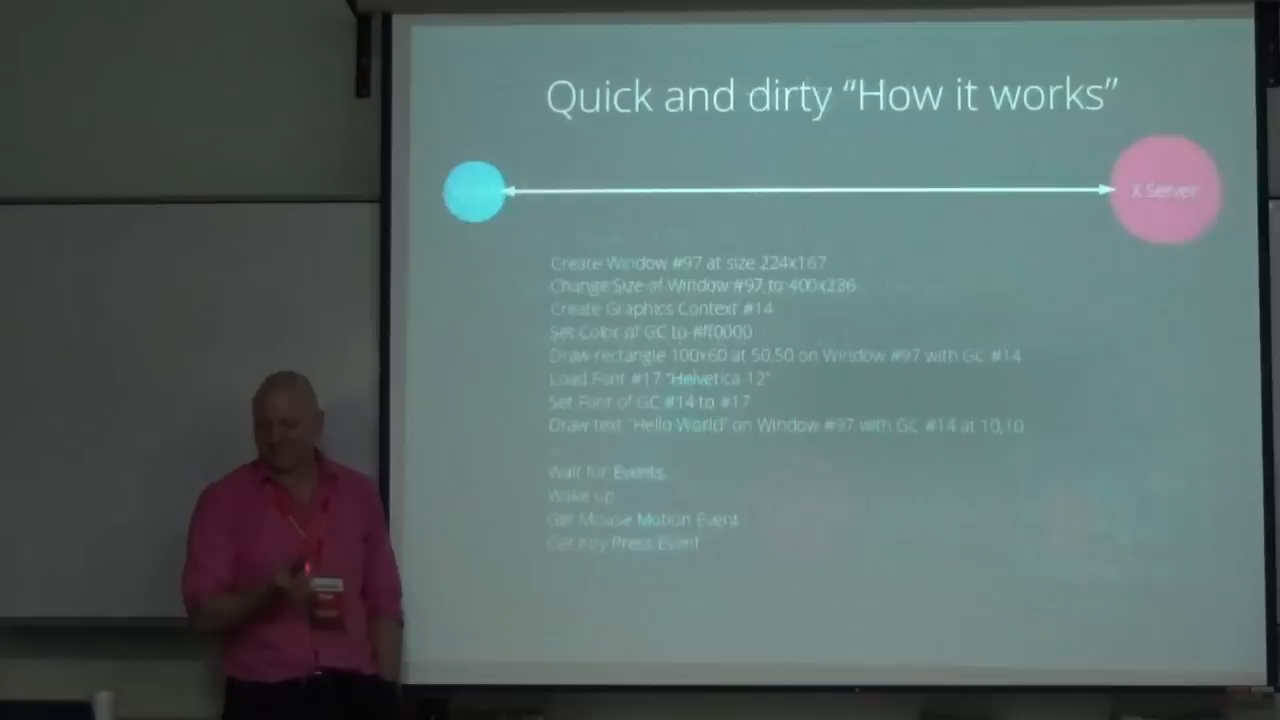 Quick and dirty “How it works”
X Server
Create Window #97 at size 224x167
Change Size of Window #97 to 400x236
Create Graphics Context #14
Set Color of GC to #ff0000
Draw rectangle 100x60 at 50,50 on Window #97 with GC #14
Load Font #17 "Helvetica 12"
Set Font of GC #14 to #17
Draw text "Hello World" on Window #97 with GC #14 at 10,10
Wait for Events
Wake up
Get Mouse Motion Event
Get Key Press Event